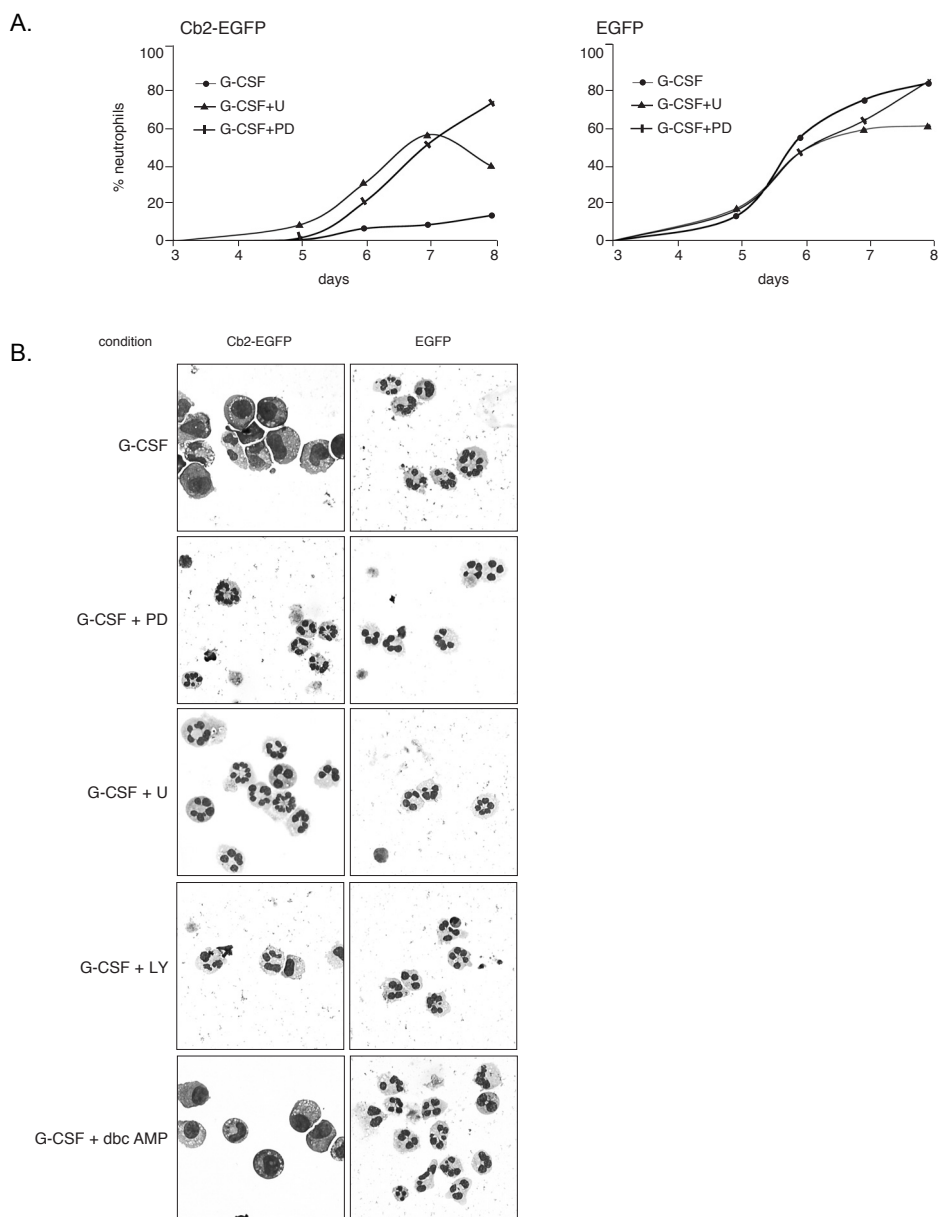 A.
Cb2-EGFP
100
80
60
40
20
0
% neutrophils
G-CSF
G-CSF+U
G-CSF+PD
3 4 5 6 7 8
days
EGFP
100
80
60
40
20
0
G-CSF
G-CSF+U
G-CSF+PD
3 4 5 6 7 8
days
B.
condition Cb2-EGFP EGFP
G-CSF
G-CSF + PD
G-CSF + U
G-CSF + LY
G-CSF + dbc AMP